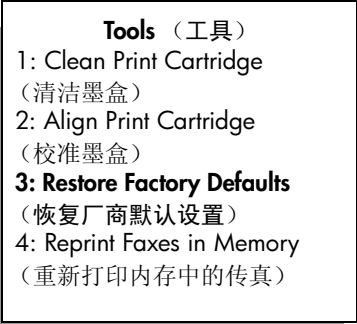 Tools（工具）
1: Clean Print Cartridge
（清洁墨盒）
2: Align Print Cartridge
（校准墨盒）
3: Restore Factory Defaults
（恢复厂商默认设置）
4: Reprint Faxes in Memory
（重新打印内存中的传真）